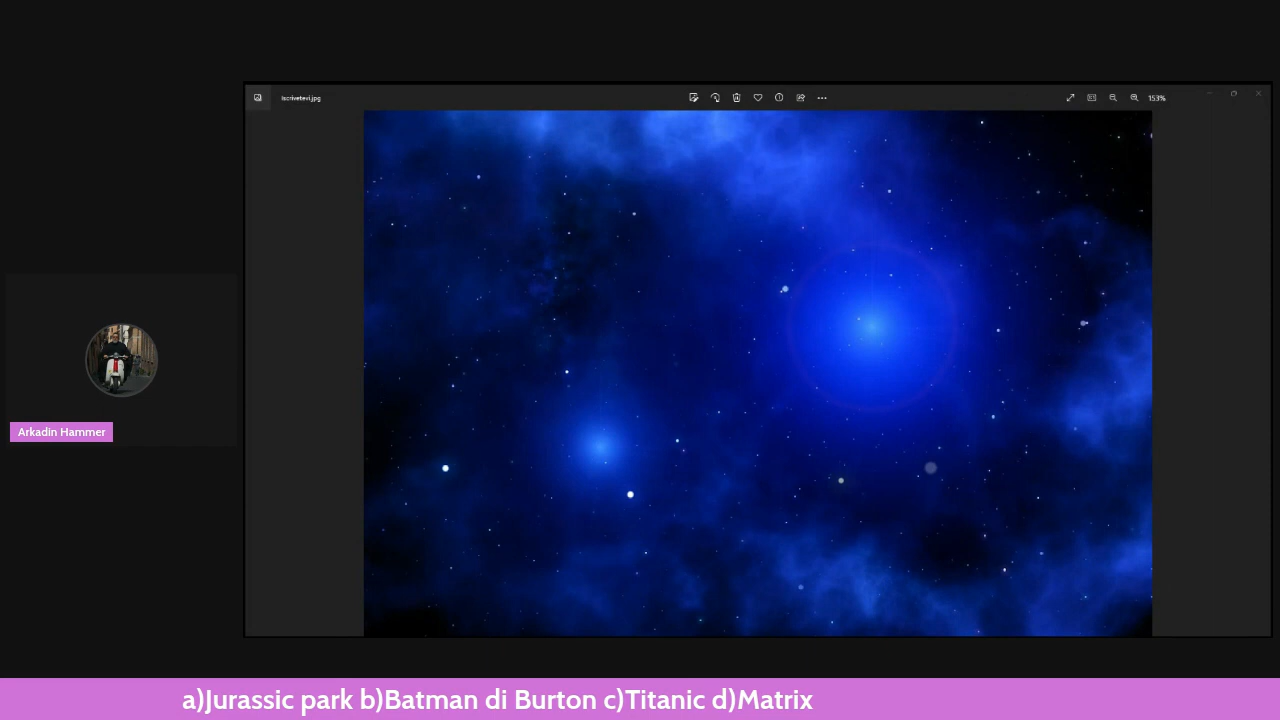 Iscrivetevi.jpg
153%
Arkadin Hammer
a)Jurassic park b)Batman di Burton c)Titanic d)Matrix